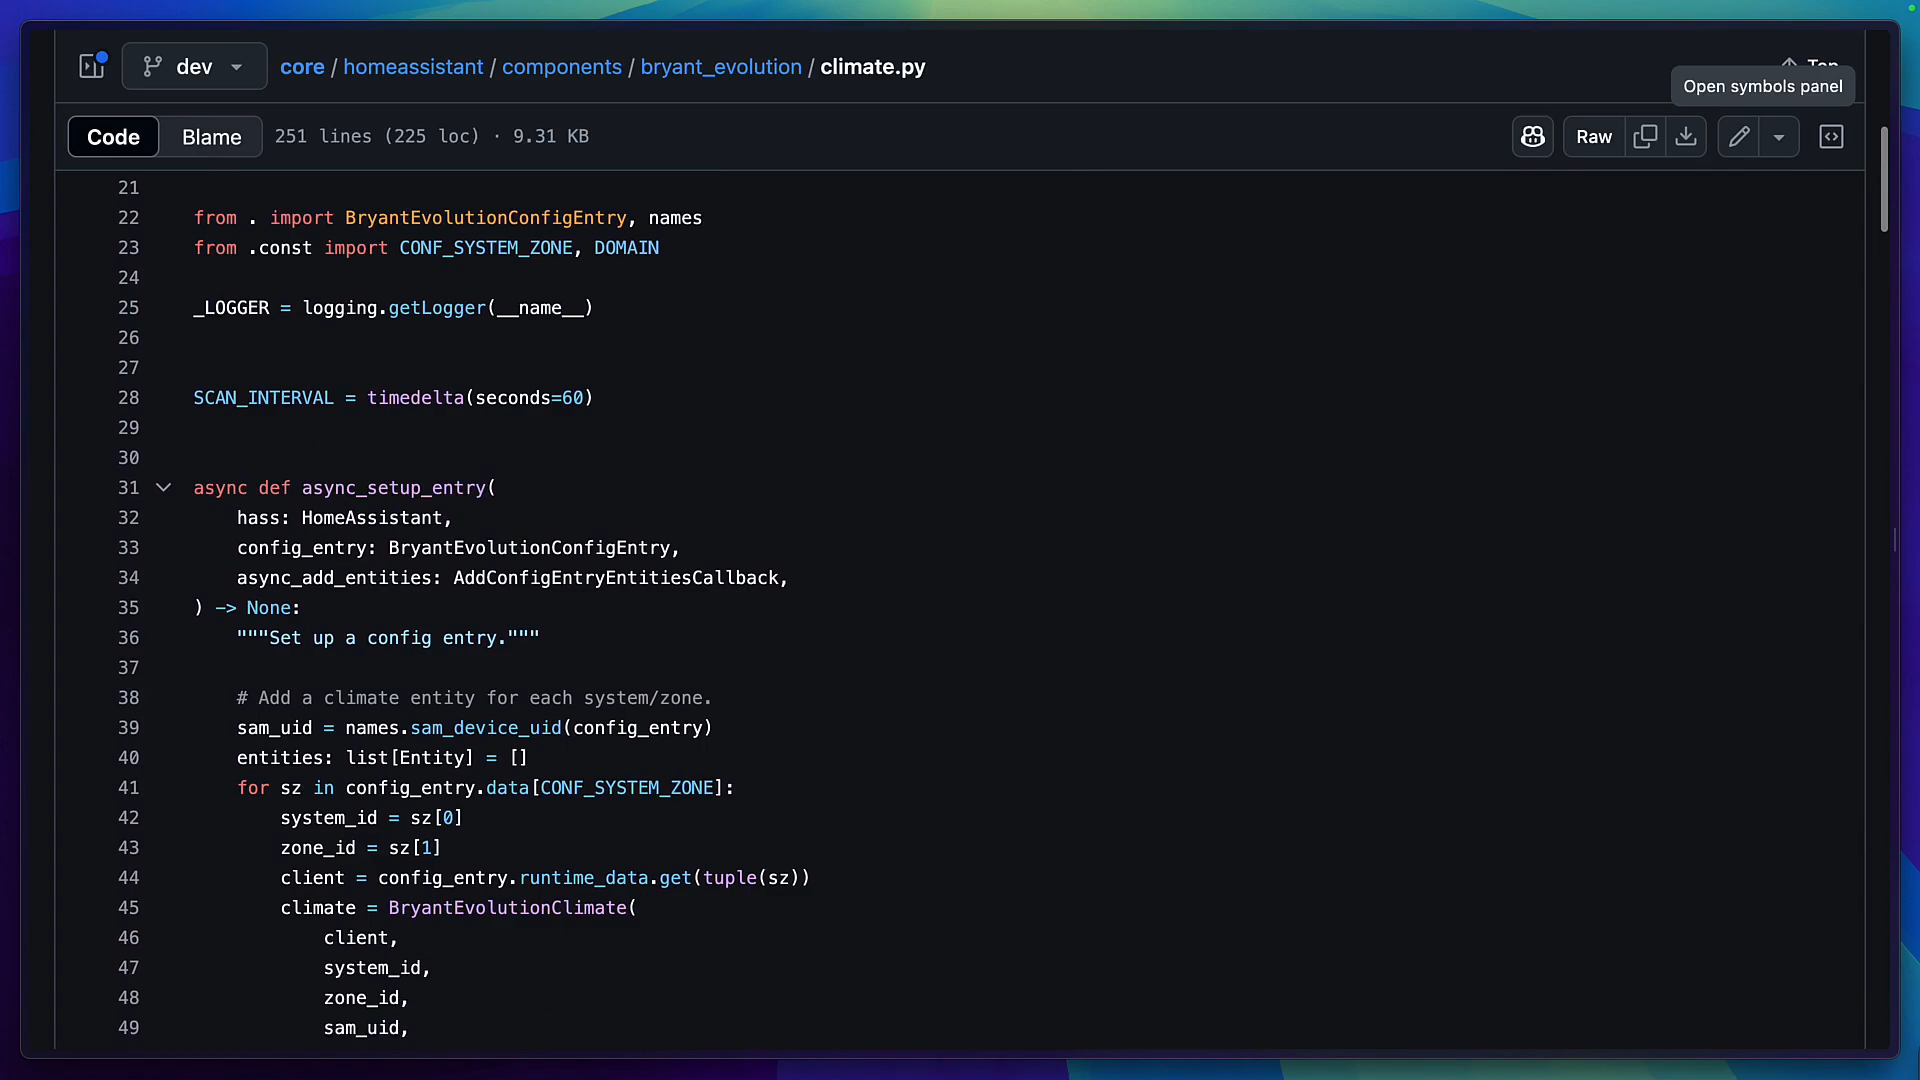 dev core / homeassistant / components / bryant_evolution / climate.py
Open symbols panel
Code Blame 251 lines (225 loc) · 9.31 KB Raw
21
22 from . import BryantEvolutionConfigEntry, names
23 from .const import CONF_SYSTEM_ZONE, DOMAIN
24
25 _LOGGER = logging.getLogger(__name__)
26
27
28 SCAN_INTERVAL = timedelta(seconds=60)
29
30
31 async def async_setup_entry(
32     hass: HomeAssistant,
33     config_entry: BryantEvolutionConfigEntry,
34     async_add_entities: AddConfigEntryEntitiesCallback,
35 ) -> None:
36     """Set up a config entry."""
37
38     # Add a climate entity for each system/zone.
39     sam_uid = names.sam_device_uid(config_entry)
40     entities: list[Entity] = []
41     for sz in config_entry.data[CONF_SYSTEM_ZONE]:
42         system_id = sz[0]
43         zone_id = sz[1]
44         client = config_entry.runtime_data.get(tuple(sz))
45         climate = BryantEvolutionClimate(
46             client,
47             system_id,
48             zone_id,
49             sam_uid,